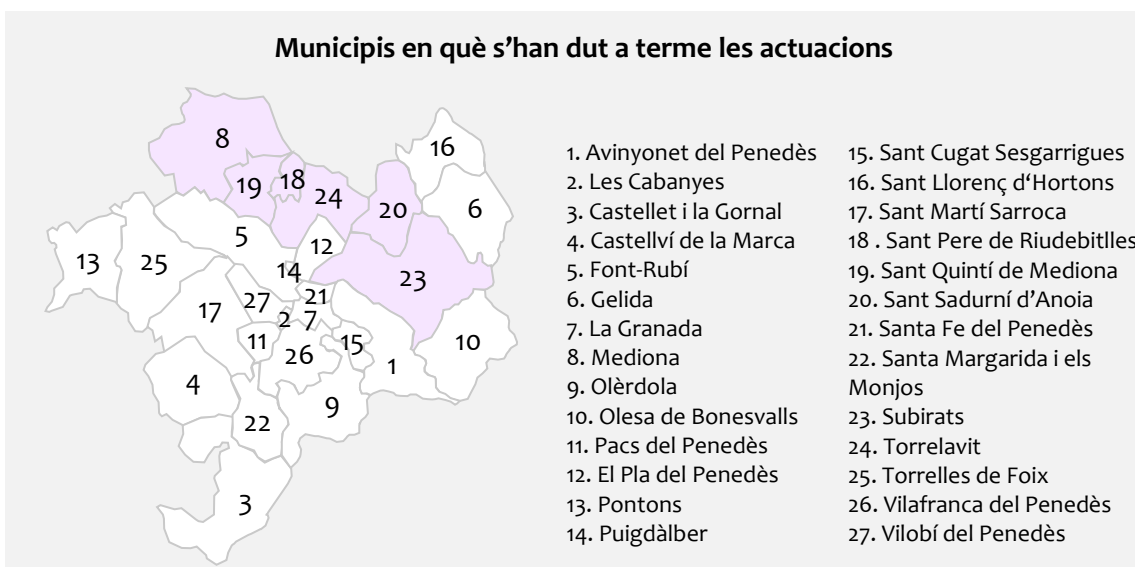 Municipis en què s’han dut a terme les actuacions
8
16
18
19
24
20
6
5
12
13
25
14
23
27
21
17
2
7
15
11
10
26
1
4
9
22
3
1. Avinyonet del Penedès
2. Les Cabanyes
3. Castellet i la Gornal
4. Castellví de la Marca
5. Font-Rubí
6. Gelida
7. La Granada
8. Mediona
9. Olèrdola
10. Olesa de Bonesvalls
11. Pacs del Penedès
12. El Pla del Penedès
13. Pontons
14. Puigdàlber
15. Sant Cugat Sesgarrigues
16. Sant Llorenç d‘Hortons
17. Sant Martí Sarroca
18 . Sant Pere de Riudebitlles
19. Sant Quintí de Mediona
20. Sant Sadurní d’Anoia
21. Santa Fe del Penedès
22. Santa Margarida i els
Monjos
23. Subirats
24. Torrelavit
25. Torrelles de Foix
26. Vilafranca del Penedès
27. Vilobí del Penedès